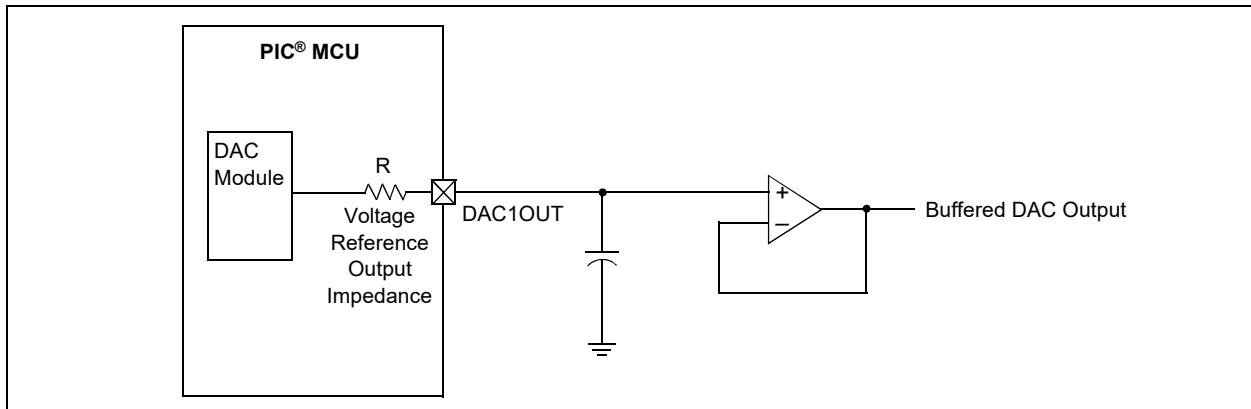 PIC® MCU
DAC
Module
R
Voltage
Reference
Output
Impedance
DAC1OUT
+
–
Buffered DAC Output